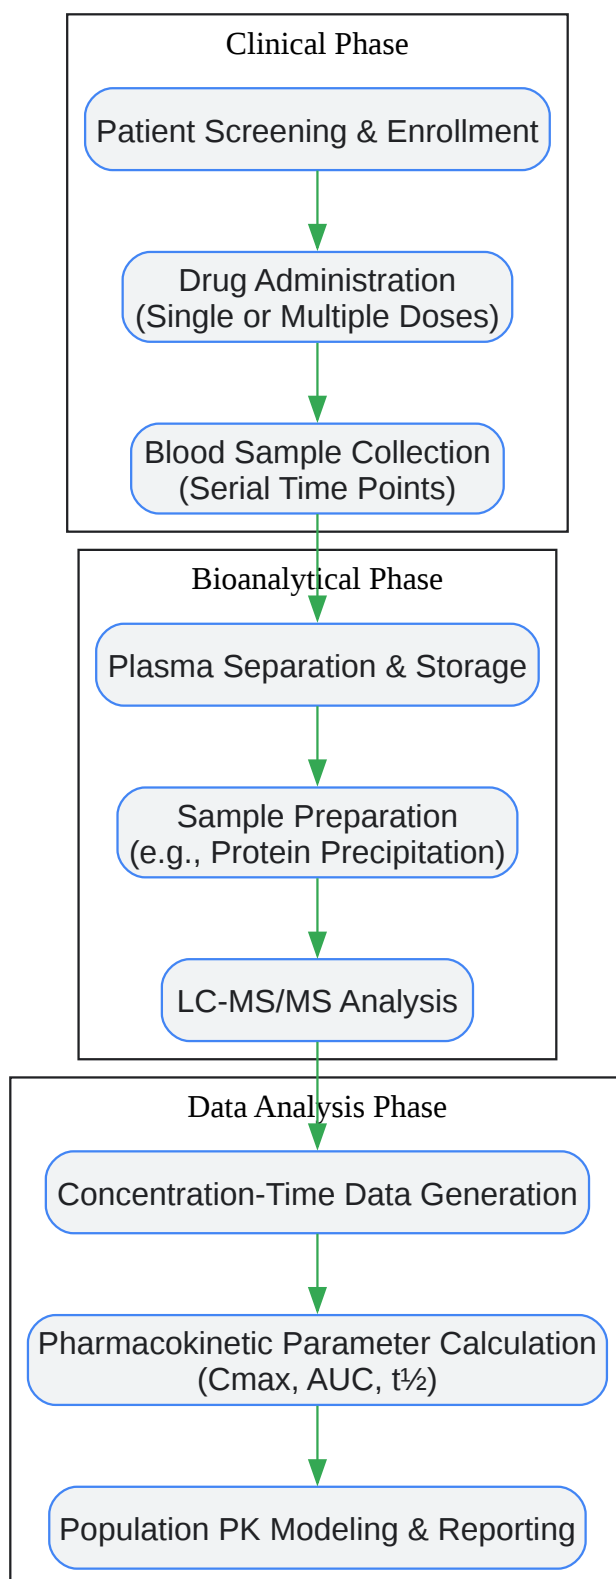 Clinical Phase
Patient Screening & Enrollment
Drug Administration
(Single or Multiple Doses)
Blood Sample Collection
(Serial Time Points)
Bioanalytical Phase
Plasma Separation & Storage
Sample Preparation
(e.g., Protein Precipitation)
LC-MS/MS Analysis
Data Analysis Phase
Concentration-Time Data Generation
Pharmacokinetic Parameter Calculation
(Cmax, AUC, t½)
Population PK Modeling & Reporting